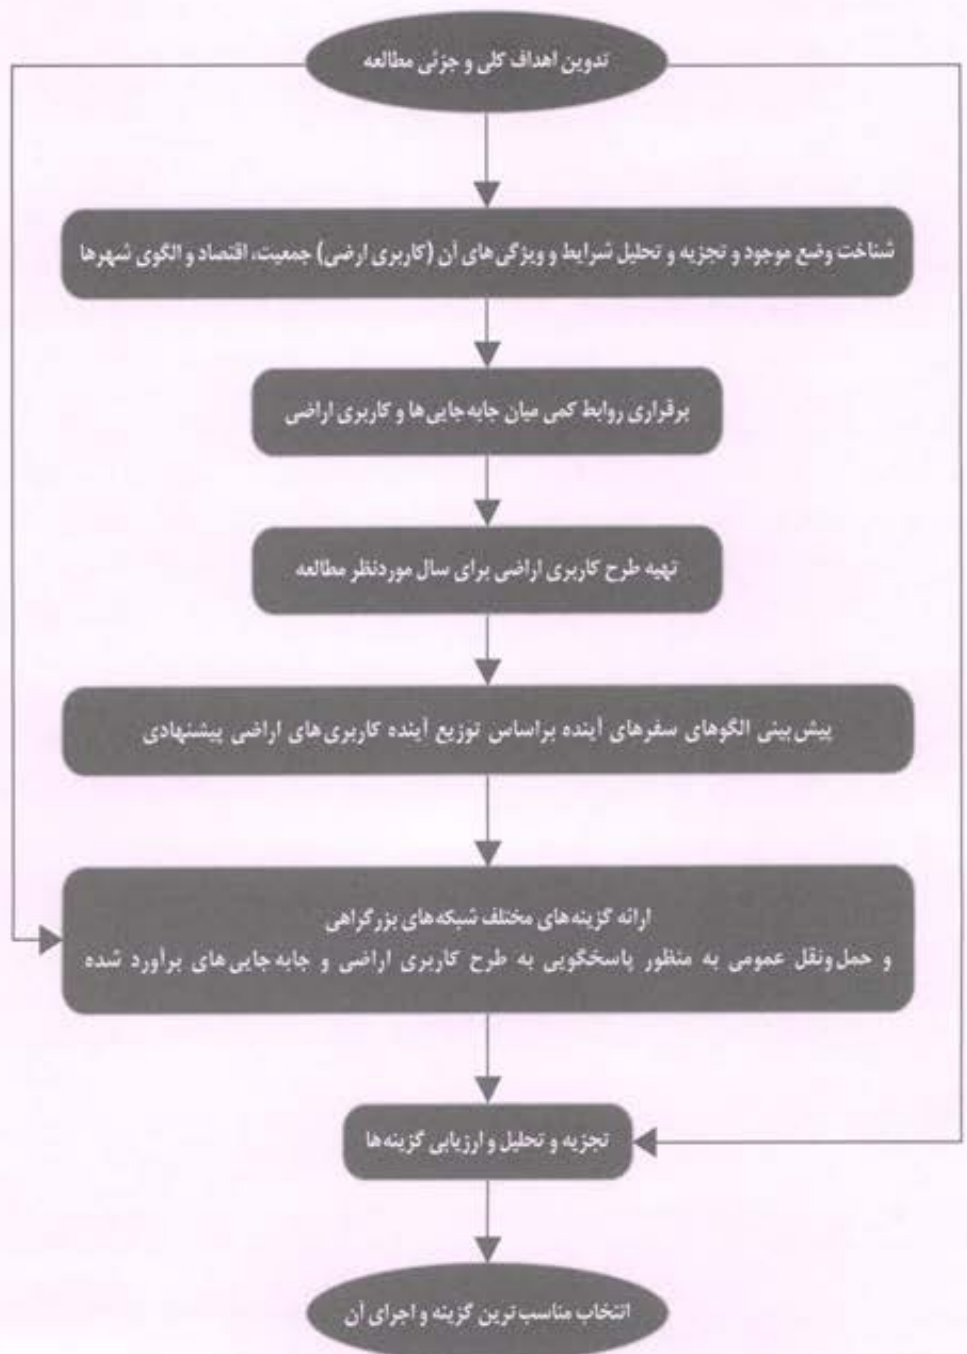 تدوین اهداف کلی و جزئی مطالعه
شناخت وضع موجود و تجزیه و تحلیل شرایط و ویژگی‌های آن (کاربری ارضی) جمعیت، اقتصاد و الگوی شهرها
برقراری روابط کمی میان جابه‌جایی‌ها و کاربری اراضی
تهیه طرح کاربری اراضی برای سال موردنظر مطالعه
پیش‌بینی الگوهای سفرهای آینده براساس توزیع آینده کاربری‌های اراضی پیشنهادی
ارائه گزینه‌های مختلف شبکه‌های بزرگراهی
و حمل‌ونقل عمومی به منظور پاسخگویی به طرح کاربری اراضی و جابه‌جایی‌های برآورد شده
تجزیه و تحلیل و ارزیابی گزینه‌ها
انتخاب مناسب‌ترین گزینه و اجرای آن